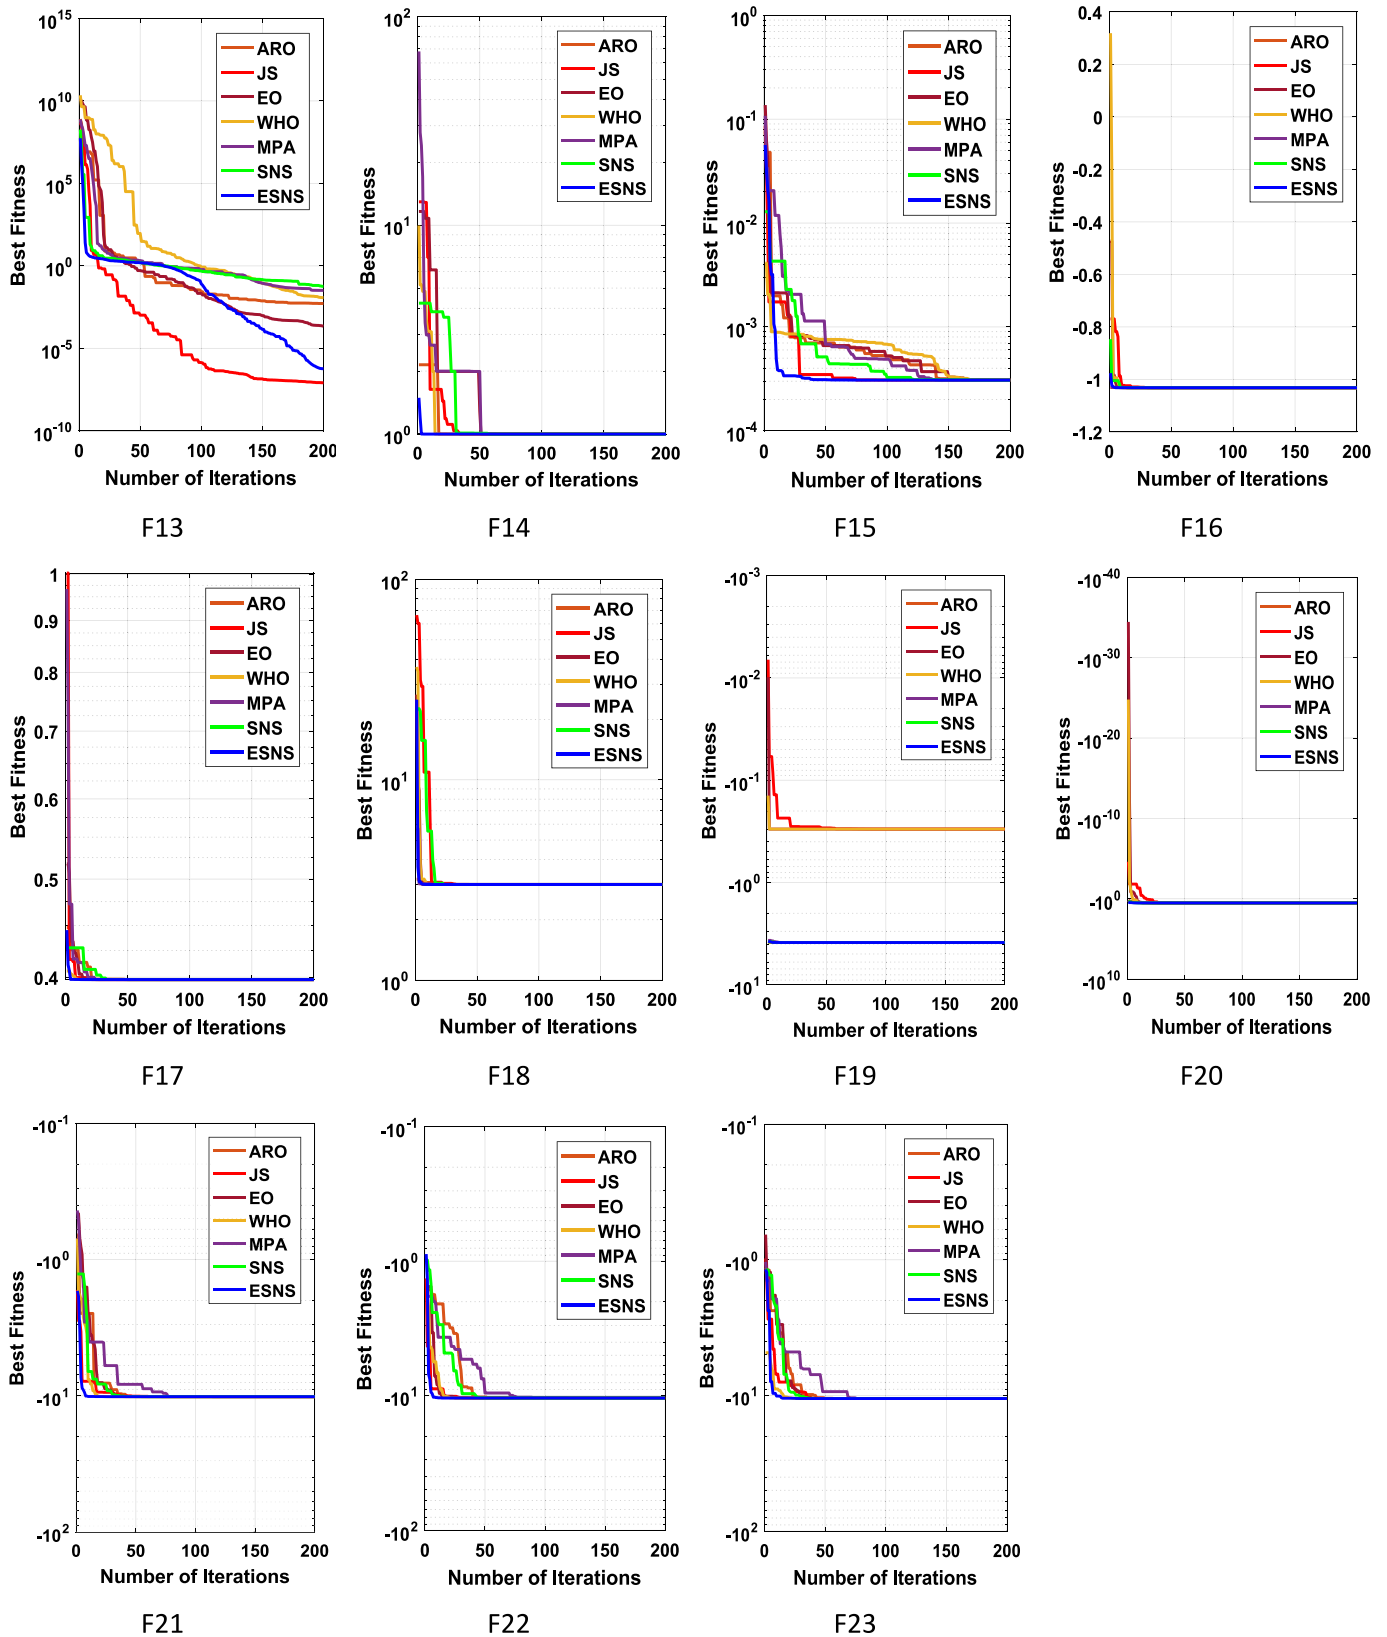 10^15
10^10
10^5
10^0
10^-5
10^-10
Best Fitness
ARO
JS
EO
WHO
MPA
SNS
ESNS
0 50 100 150 200
Number of Iterations
F13
10^2
10^1
10^0
Best Fitness
ARO
JS
EO
WHO
MPA
SNS
ESNS
0 50 100 150 200
Number of Iterations
F14
10^0
10^-1
10^-2
10^-3
10^-4
Best Fitness
ARO
JS
EO
WHO
MPA
SNS
ESNS
0 50 100 150 200
Number of Iterations
F15
0.4
0.2
0
-0.2
-0.4
-0.6
-0.8
-1
-1.2
Best Fitness
ARO
JS
EO
WHO
MPA
SNS
ESNS
0 50 100 150 200
Number of Iterations
F16
1
0.9
0.8
0.7
0.6
0.5
0.4
Best Fitness
ARO
JS
EO
WHO
MPA
SNS
ESNS
0 50 100 150 200
Number of Iterations
F17
10^2
10^1
10^0
Best Fitness
ARO
JS
EO
WHO
MPA
SNS
ESNS
0 50 100 150 200
Number of Iterations
F18
-10^-3
-10^-2
-10^-1
-10^0
-10^1
Best Fitness
ARO
JS
EO
WHO
MPA
SNS
ESNS
0 50 100 150 200
Number of Iterations
F19
-10^-40
-10^-30
-10^-20
-10^-10
-10^0
-10^10
Best Fitness
ARO
JS
EO
WHO
MPA
SNS
ESNS
0 50 100 150 200
Number of Iterations
F20
-10^-1
-10^0
-10^1
-10^2
Best Fitness
ARO
JS
EO
WHO
MPA
SNS
ESNS
0 50 100 150 200
Number of Iterations
F21
-10^-1
-10^0
-10^1
-10^2
Best Fitness
ARO
JS
EO
WHO
MPA
SNS
ESNS
0 50 100 150 200
Number of Iterations
F22
-10^-1
-10^0
-10^1
-10^2
Best Fitness
ARO
JS
EO
WHO
MPA
SNS
ESNS
0 50 100 150 200
Number of Iterations
F23